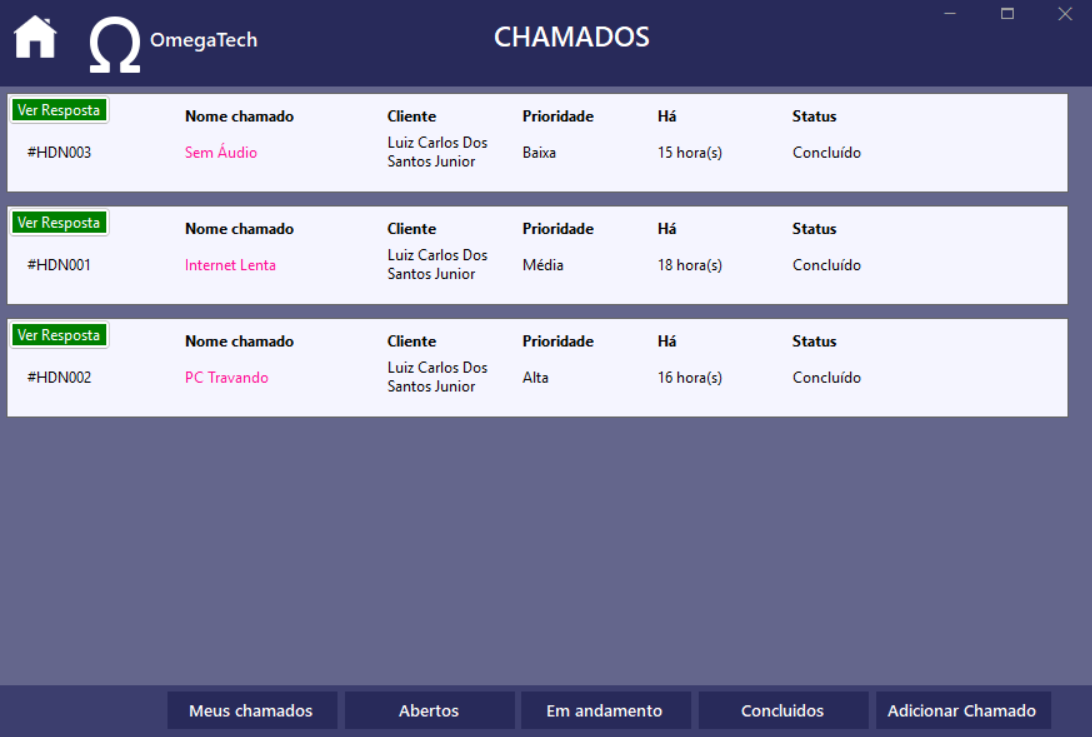 OmegaTech
CHAMADOS
Ver Resposta
Nome chamado Cliente Prioridade Há Status
#HDN003 Sem Áudio Luiz Carlos Dos Santos Junior Baixa 15 hora(s) Concluído
Ver Resposta
Nome chamado Cliente Prioridade Há Status
#HDN001 Internet Lenta Luiz Carlos Dos Santos Junior Média 18 hora(s) Concluído
Ver Resposta
Nome chamado Cliente Prioridade Há Status
#HDN002 PC Travando Luiz Carlos Dos Santos Junior Alta 16 hora(s) Concluído
Meus chamados Abertos Em andamento Concluidos Adicionar Chamado